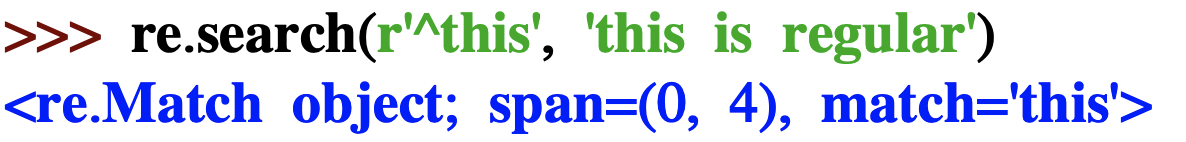 >>> re.search(r'^this', 'this is regular')
<re.Match object; span=(0, 4), match='this'>